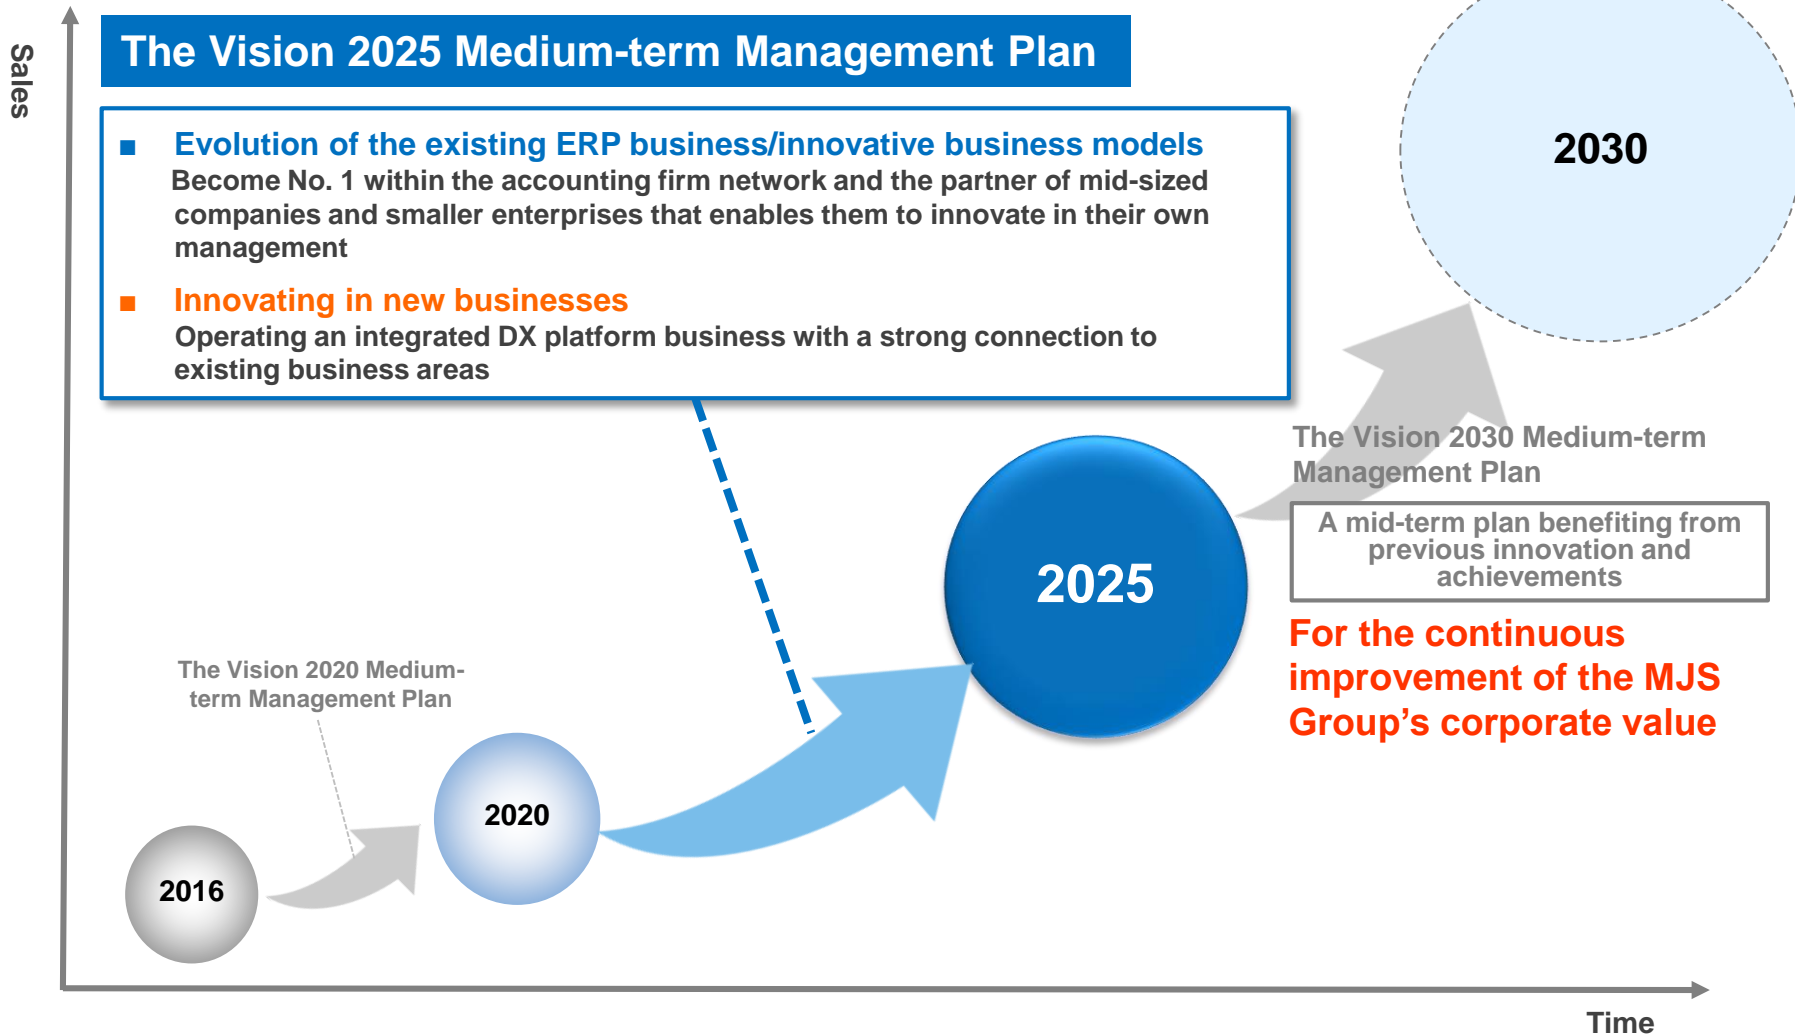 Sales
The Vision 2025 Medium-term Management Plan
■ Evolution of the existing ERP business/innovative business models
Become No. 1 within the accounting firm network and the partner of mid-sized
companies and smaller enterprises that enables them to innovate in their own
management
■ Innovating in new businesses
Operating an integrated DX platform business with a strong connection to
existing business areas
2030
The Vision 2030 Medium-term
Management Plan
A mid-term plan benefiting from
previous innovation and
achievements
2025
For the continuous
improvement of the MJS
Group’s corporate value
The Vision 2020 Medium-
term Management Plan
2020
2016
Time